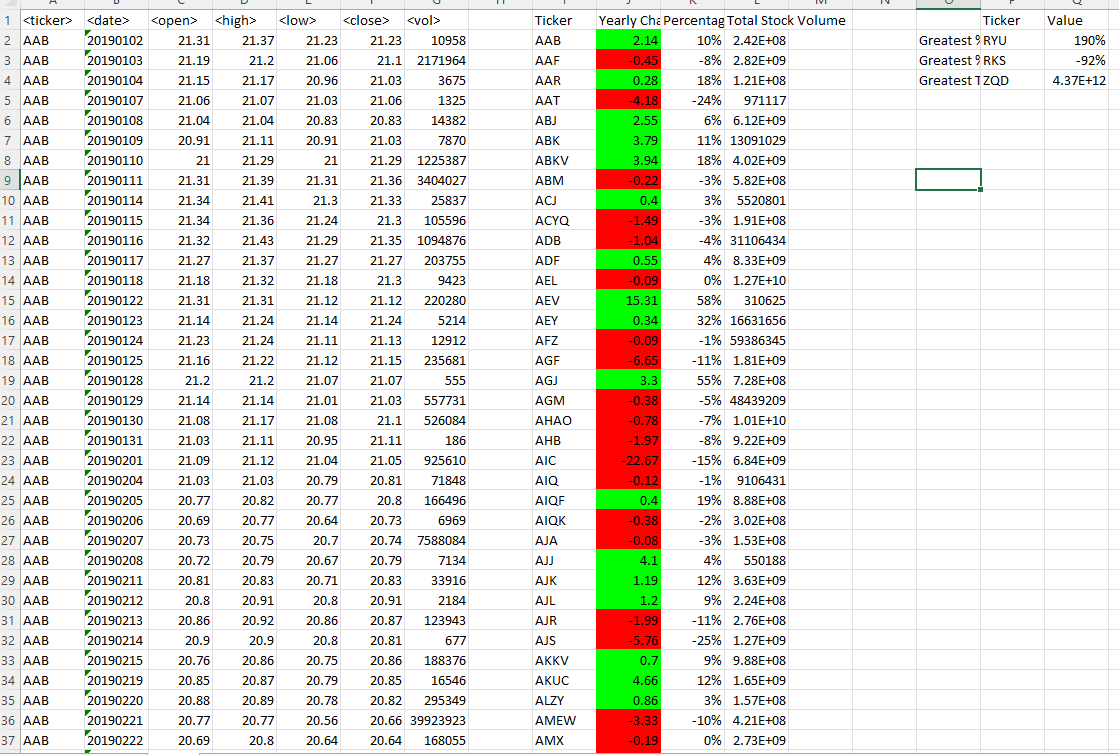 1 <ticker> <date> <open> <high> <low> <close> <vol> Ticker Yearly Cha Percentag Total Stock Volume Ticker Value
2 AAB 20190102 21.31 21.37 21.23 21.23 10958 AAB 2.14 10% 2.42E+08 Greatest % RYU 190%
3 AAB 20190103 21.19 21.2 21.06 21.1 2171964 AAF -0.45 -8% 2.82E+09 Greatest % RKS -92%
4 AAB 20190104 21.15 21.17 20.96 21.03 3675 AAR 0.28 18% 1.21E+08 Greatest T ZQD 4.37E+12
5 AAB 20190107 21.06 21.07 21.03 21.06 1325 AAT -4.18 -24% 971117
6 AAB 20190108 21.04 21.04 20.83 20.83 14382 ABJ 2.55 6% 6.12E+09
7 AAB 20190109 20.91 21.11 20.91 21.03 7870 ABK 3.79 11% 13091029
8 AAB 20190110 21 21.29 21 21.29 1225387 ABKV 3.94 18% 4.02E+09
9 AAB 20190111 21.31 21.39 21.31 21.36 3404027 ABM -0.22 -3% 5.82E+08
10 AAB 20190114 21.34 21.41 21.3 21.33 25837 ACJ 0.4 3% 5520801
11 AAB 20190115 21.34 21.36 21.24 21.3 105596 ACYQ -1.49 -3% 1.91E+08
12 AAB 20190116 21.32 21.43 21.29 21.35 1094876 ADB -1.04 -4% 31106434
13 AAB 20190117 21.27 21.37 21.27 21.27 203755 ADF 0.55 4% 8.33E+09
14 AAB 20190118 21.18 21.32 21.18 21.3 9423 AEL -0.09 0% 1.27E+10
15 AAB 20190122 21.31 21.31 21.12 21.12 220280 AEV 15.31 58% 310625
16 AAB 20190123 21.14 21.24 21.14 21.24 5214 AEY 0.34 32% 16631656
17 AAB 20190124 21.23 21.24 21.11 21.13 12912 AFZ -0.09 -1% 59386345
18 AAB 20190125 21.16 21.22 21.12 21.15 235681 AGF -6.65 -11% 1.81E+09
19 AAB 20190128 21.2 21.2 21.07 21.07 555 AGJ 3.3 55% 7.28E+08
20 AAB 20190129 21.14 21.14 21.01 21.03 557731 AGM -0.38 -5% 48439209
21 AAB 20190130 21.08 21.17 21.08 21.1 526084 AHAO -0.78 -7% 1.01E+10
22 AAB 20190131 21.03 21.11 20.95 21.11 186 AHB -1.97 -8% 9.22E+09
23 AAB 20190201 21.09 21.12 21.04 21.05 925610 AIC -22.67 -15% 6.84E+09
24 AAB 20190204 21.03 21.03 20.79 20.81 71848 AIQ -0.12 -1% 9106431
25 AAB 20190205 20.77 20.82 20.77 20.8 166496 AIQF 0.4 19% 8.88E+08
26 AAB 20190206 20.69 20.77 20.64 20.73 6969 AIQK -0.38 -2% 3.02E+08
27 AAB 20190207 20.73 20.75 20.7 20.74 7588084 AJA -0.08 -3% 1.53E+08
28 AAB 20190208 20.72 20.79 20.67 20.79 7134 AJJ 4.1 4% 550188
29 AAB 20190211 20.81 20.83 20.71 20.83 33916 AJK 1.19 12% 3.63E+09
30 AAB 20190212 20.8 20.91 20.8 20.91 2184 AJL 1.2 9% 2.24E+08
31 AAB 20190213 20.86 20.92 20.86 20.87 123943 AJR -1.99 -11% 2.76E+08
32 AAB 20190214 20.9 20.9 20.8 20.81 677 AJS -5.76 -25% 1.27E+09
33 AAB 20190215 20.76 20.86 20.75 20.86 188376 AKKV 0.7 9% 9.88E+08
34 AAB 20190219 20.85 20.87 20.79 20.85 16546 AKUC 4.66 12% 1.65E+09
35 AAB 20190220 20.88 20.89 20.78 20.82 295349 ALZY 0.86 3% 1.57E+08
36 AAB 20190221 20.77 20.77 20.56 20.66 39923923 AMEW -3.33 -10% 4.21E+08
37 AAB 20190222 20.69 20.8 20.64 20.64 168055 AMX -0.19 0% 2.73E+09